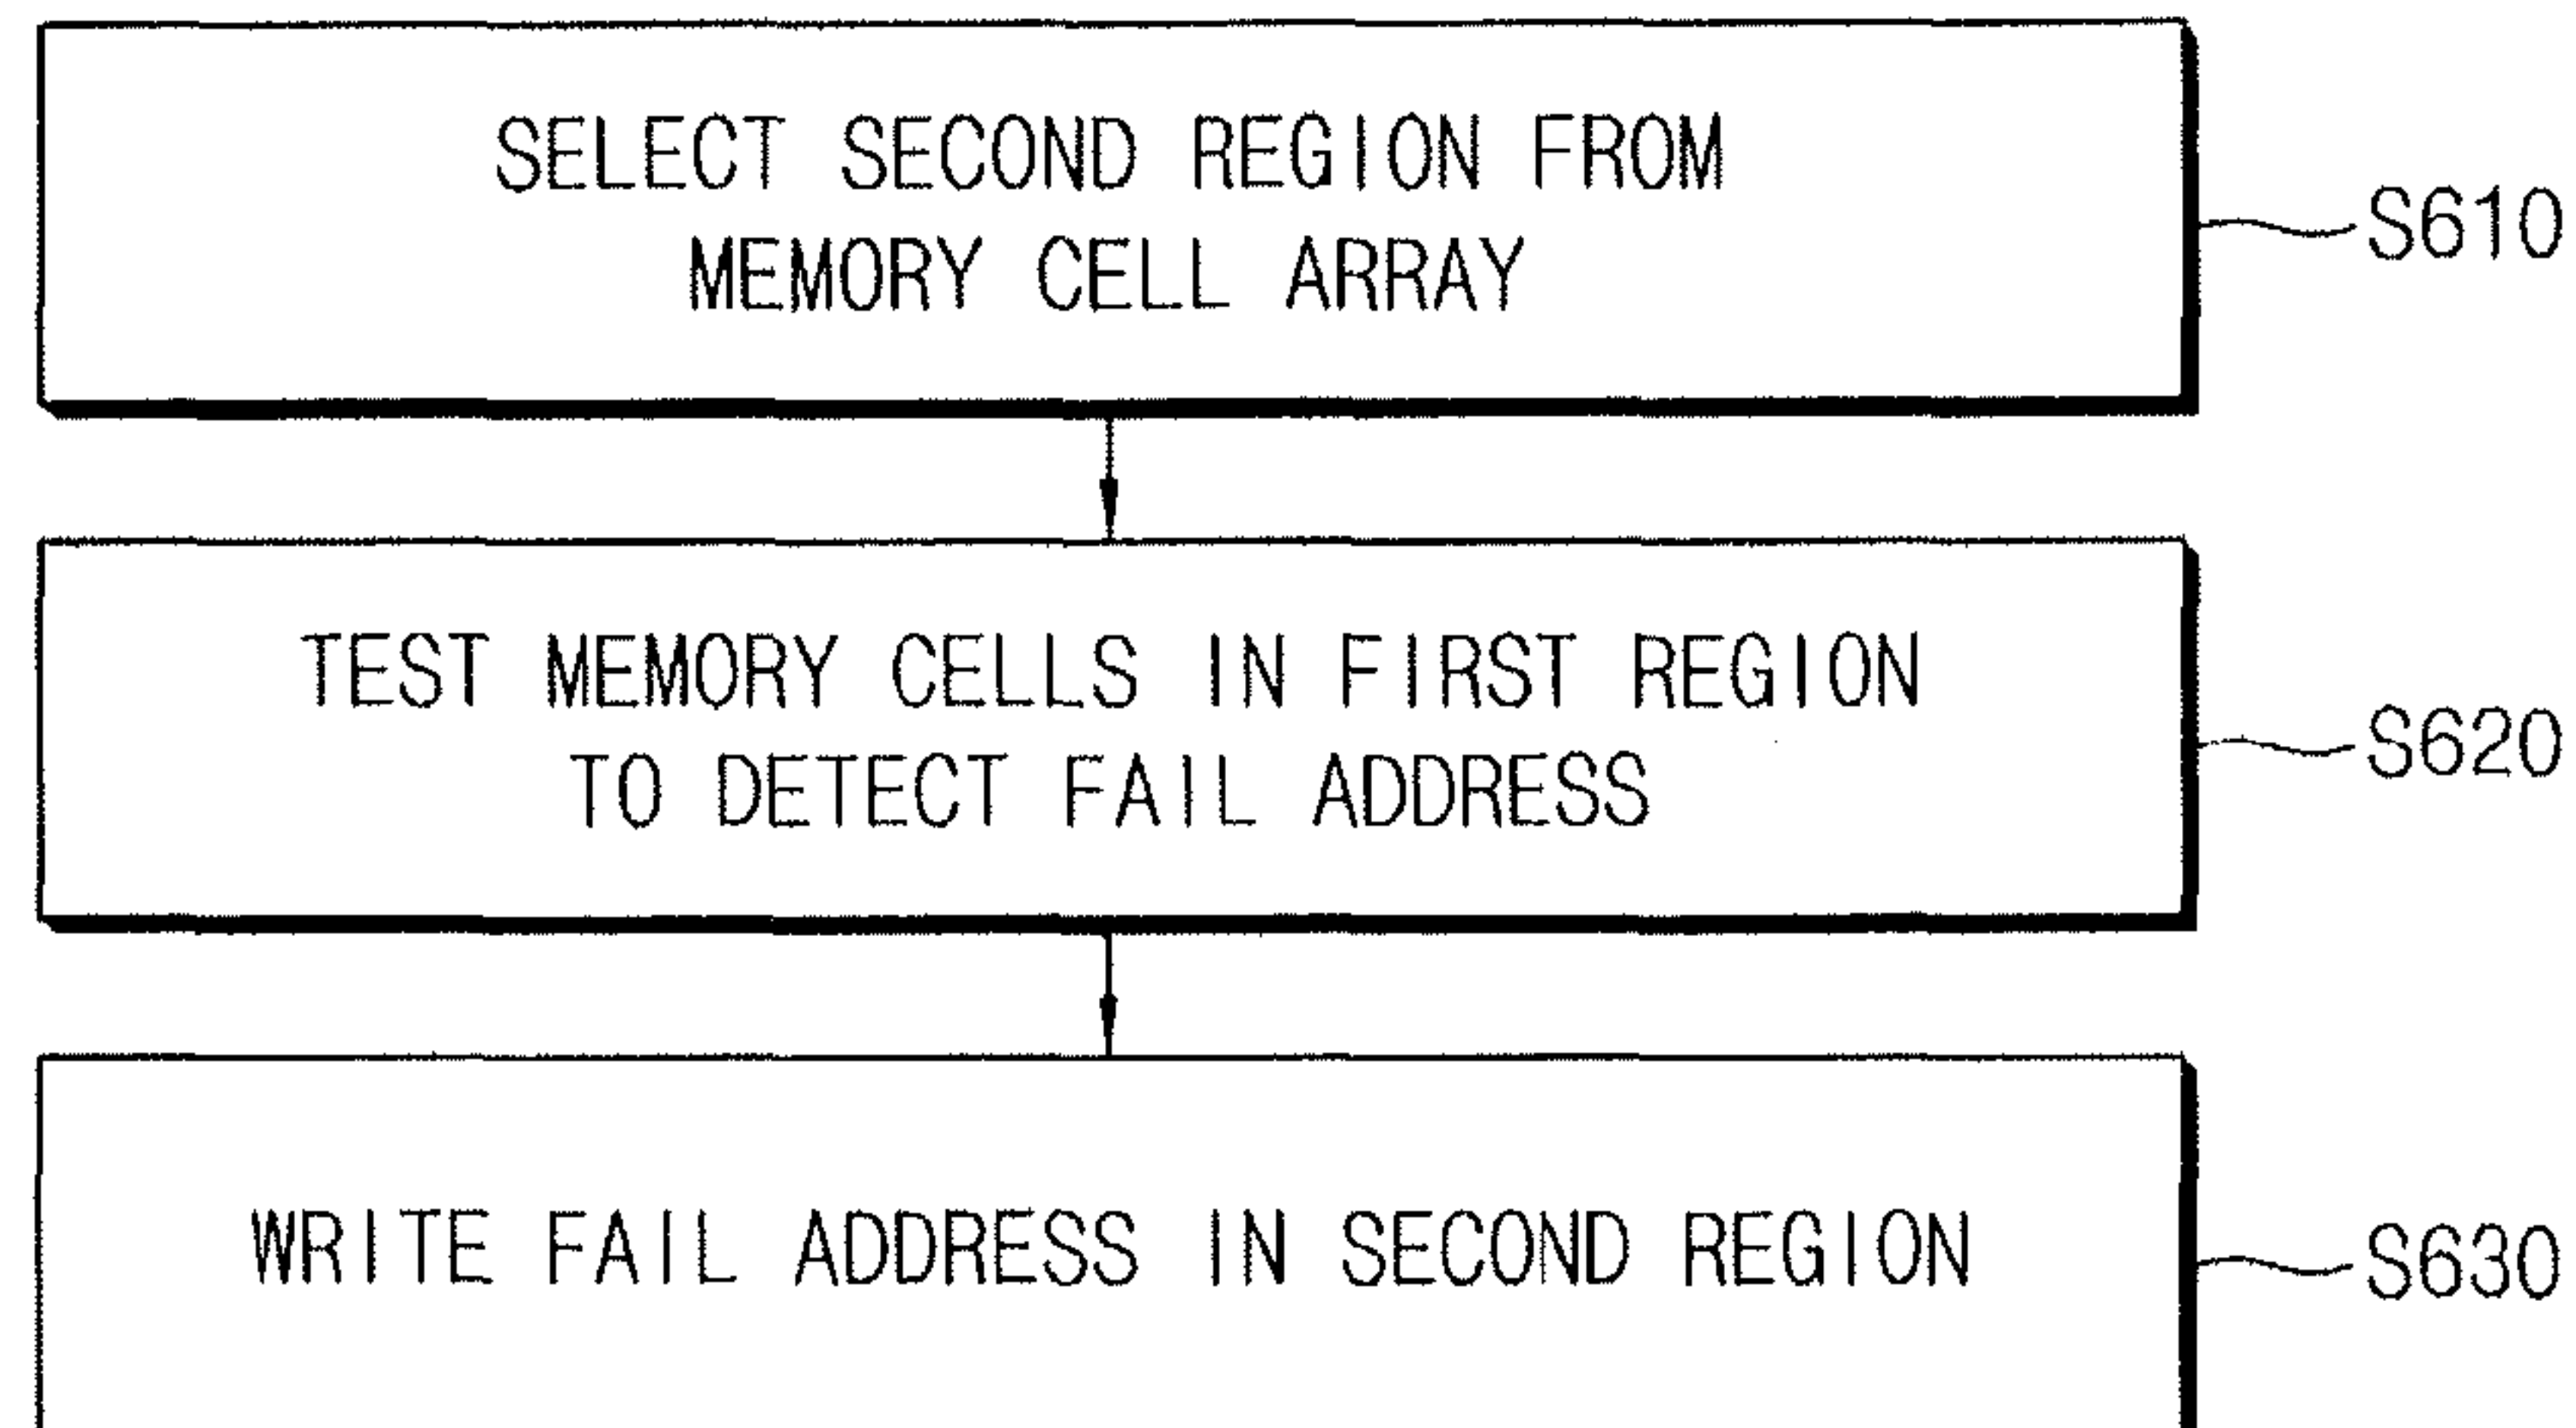 SELECT SECOND REGION FROM
MEMORY CELL ARRAY
S610
TEST MEMORY CELLS IN FIRST REGION
TO DETECT FAIL ADDRESS
S620
WRITE FAIL ADDRESS IN SECOND REGION
S630